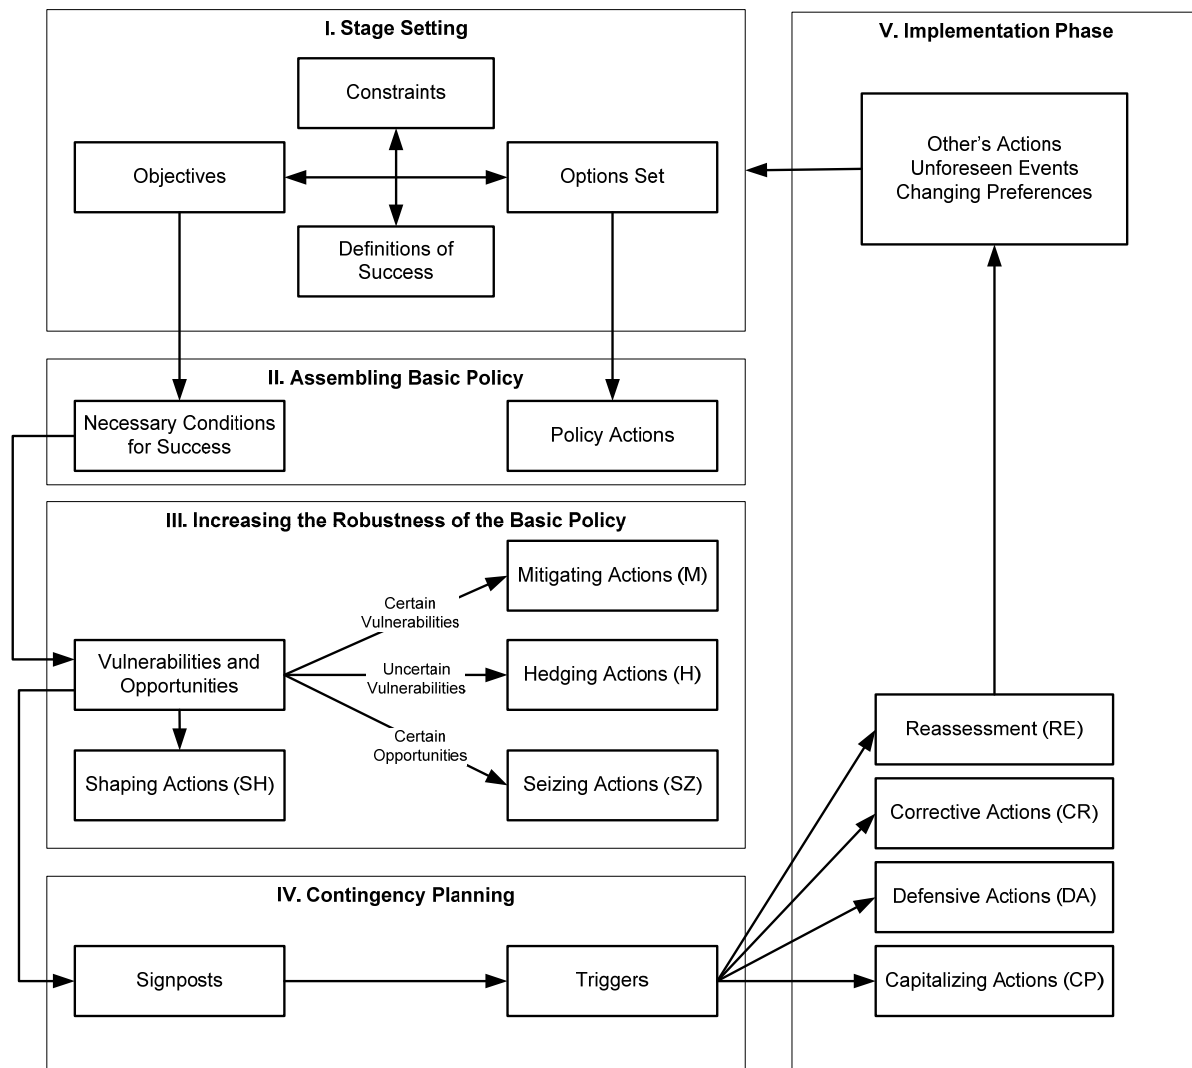 I. Stage Setting
Constraints
Objectives
Options Set
Definitions of
Success
II. Assembling Basic Policy
Necessary Conditions
for Success
Policy Actions
III. Increasing the Robustness of the Basic Policy
Mitigating Actions (M)
Certain
Vulnerabilities
Vulnerabilities and
Opportunities
Uncertain
Vulnerabilities
Hedging Actions (H)
Certain
Opportunities
Shaping Actions (SH)
Seizing Actions (SZ)
IV. Contingency Planning
Signposts
Triggers
V. Implementation Phase
Other's Actions
Unforeseen Events
Changing Preferences
Reassessment (RE)
Corrective Actions (CR)
Defensive Actions (DA)
Capitalizing Actions (CP)